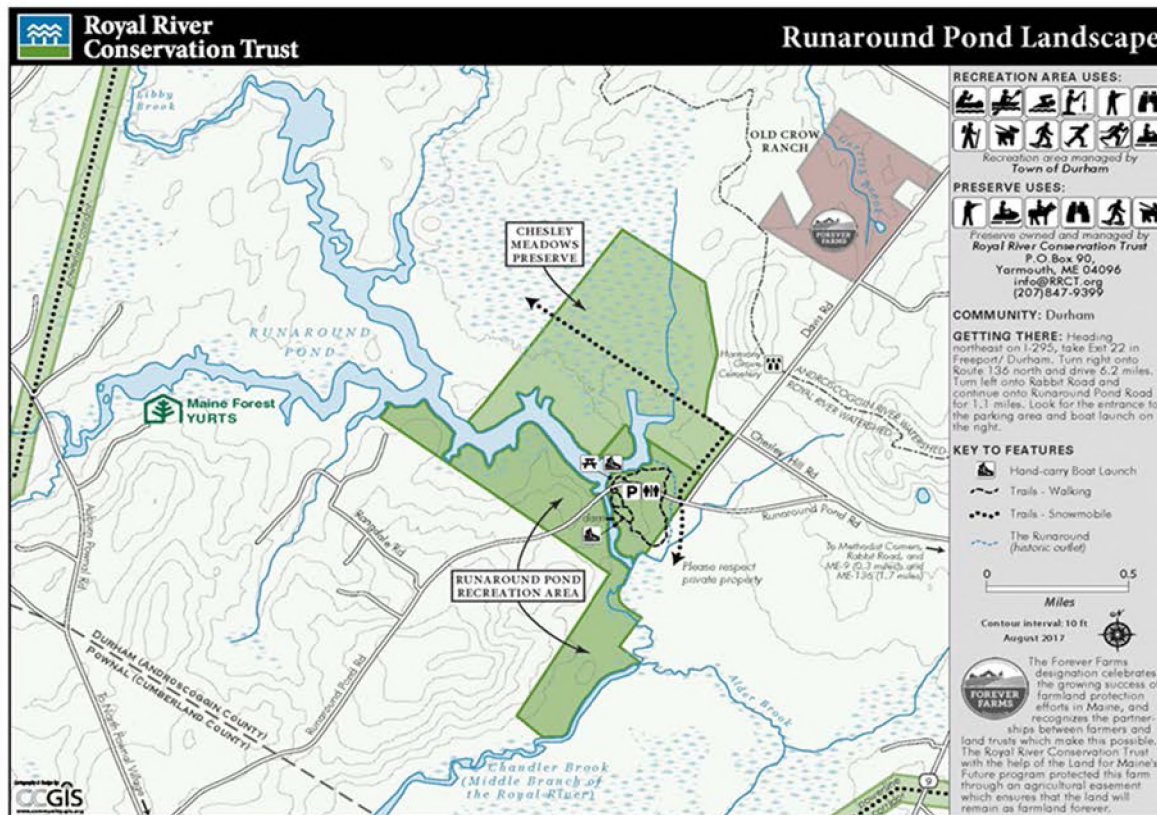 Royal River
Conservation Trust
Runaround Pond Landscape
Libby
Brook
Powerline corridor
OLD CROW
RANCH
FOREVER
FARMS
CHESLEY
MEADOWS
PRESERVE
RUNAROUND
POND
Maine Forest
YURTS
Davis Rd
Harmony
Grove
Cemetery
ANDROSCOGGIN RIVER WATERSHED
ROYAL RIVER WATERSHED
Chesley Hill Rd
P
dam
Runaround Pond Rd
Rangdale Rd
Auburn Pownal Rd
To Methodist Corners,
Rabbit Road, and
ME-9 (0.3 miles) and
ME-136 (1.7 miles)
Please respect
private property
RUNAROUND POND
RECREATION AREA
DURHAM (ANDROSCOGGIN COUNTY)
POWNAL (CUMBERLAND COUNTY)
Runaround Pond Rd
To North Pownal Village
Alder Brook
Chandler Brook
(Middle Branch of
the Royal River)
9
Powerline
corridor
CCGIS
RECREATION AREA USES:
Recreation area managed by
Town of Durham
PRESERVE USES:
Preserve owned and managed by
Royal River Conservation Trust
P.O.Box 90,
Yarmouth, ME 04096
info@RRCT.org
(207)847-9399
COMMUNITY: Durham
GETTING THERE: Heading
northeast on I-295, take Exit 22 in
Freeport/ Durham. Turn right onto
Route 136 north and drive 6.2 miles.
Turn left onto Rabbit Road and
continue onto Runaround Pond Road
for 1.1 miles. Look for the entrance to
the parking area and boat launch on
the right.
KEY TO FEATURES
Hand-carry Boat Launch
Trails - Walking
Trails - Snowmobile
The Runaround
(historic outlet)
0 0.5
Miles
Contour interval: 10 ft
August 2017
N
FOREVER
FARMS
The Forever Farms
designation celebrates
the growing success of
farmland protection
efforts in Maine, and
recognizes the partner-
ships between farmers and
land trusts which make this possible.
The Royal River Conservation Trust
with the help of the Land for Maine's
Future program protected this farm
through an agricultural easement
which ensures that the land will
remain as farmland forever.